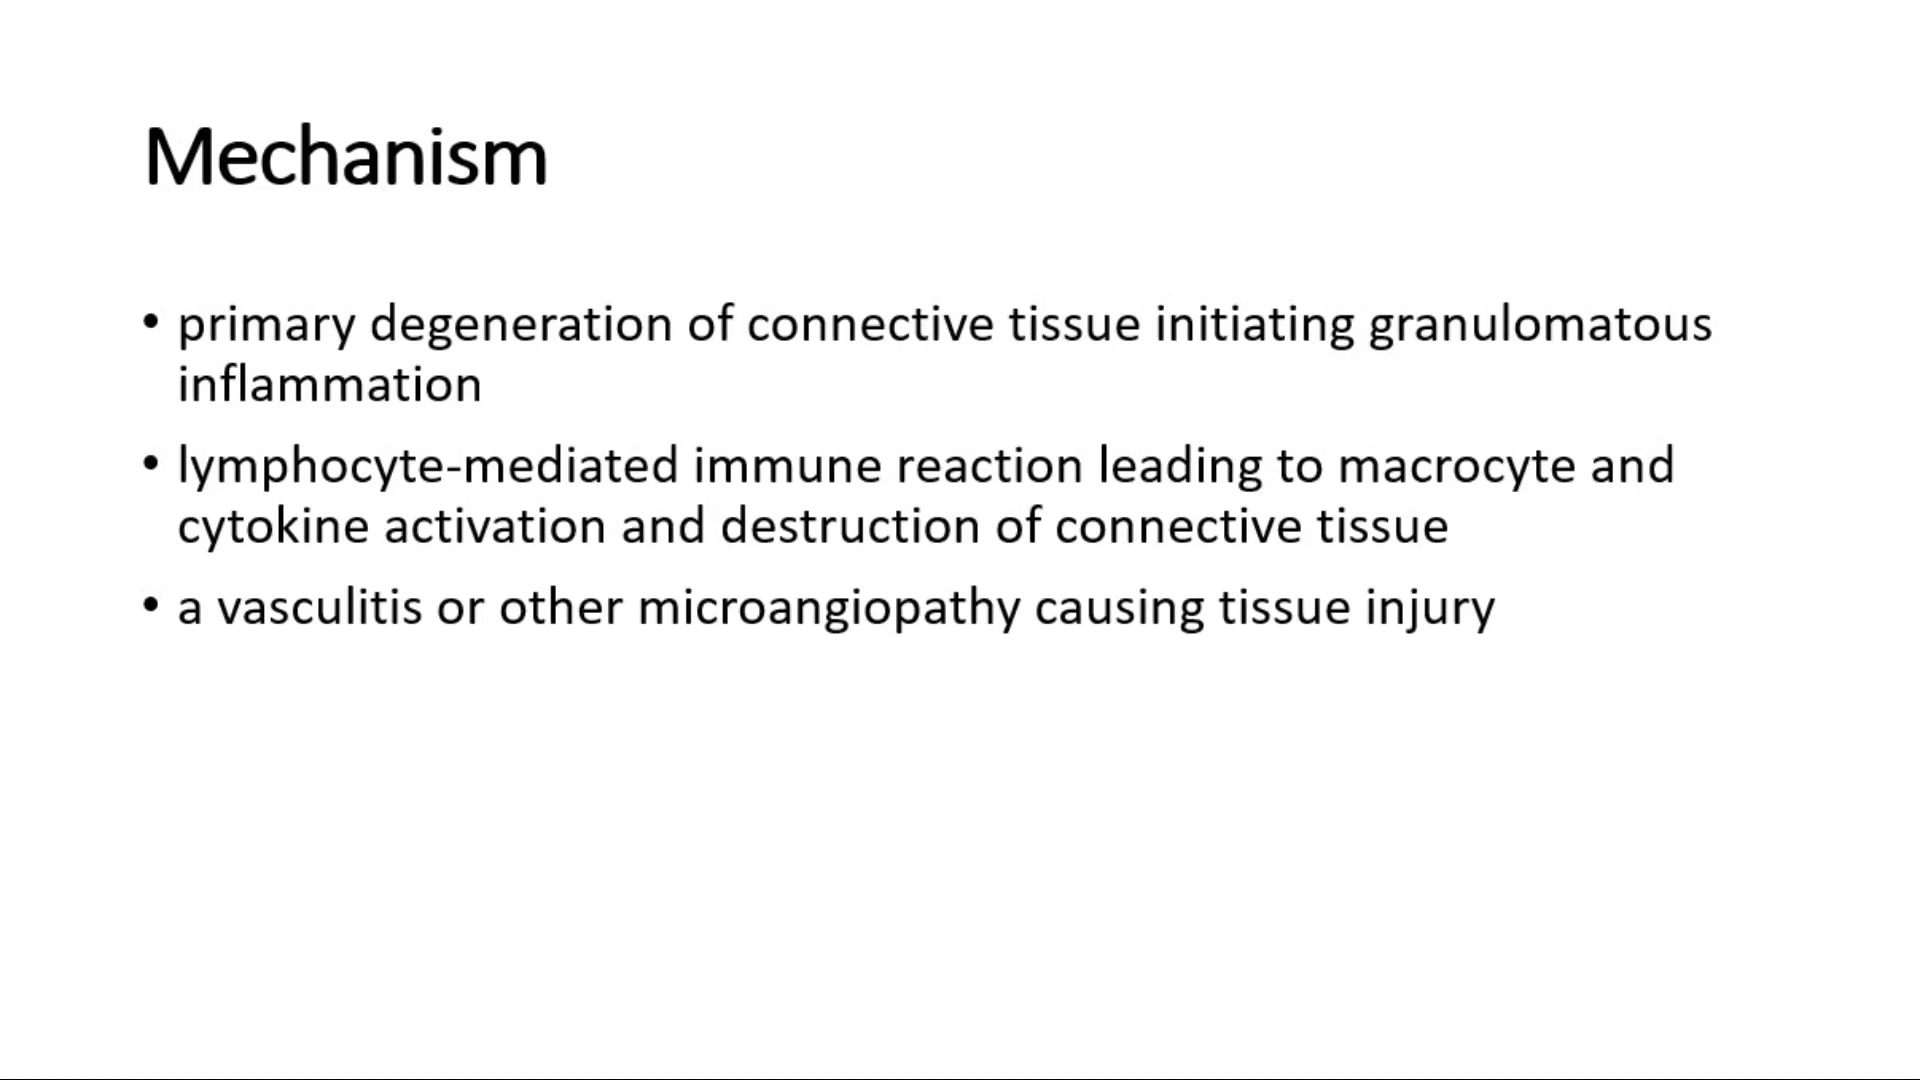 Mechanism
• primary degeneration of connective tissue initiating granulomatous
inflammation
• lymphocyte-mediated immune reaction leading to macrocyte and
cytokine activation and destruction of connective tissue
• a vasculitis or other microangiopathy causing tissue injury